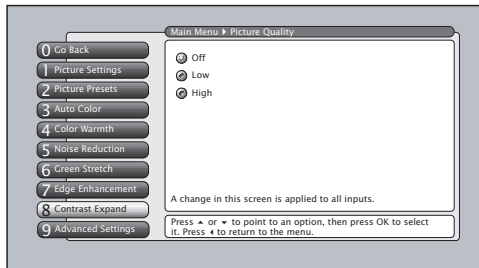 Main Menu ▶ Picture Quality
0 Go Back
1 Picture Settings
2 Picture Presets
3 Auto Color
4 Color Warmth
5 Noise Reduction
6 Green Stretch
7 Edge Enhancement
8 Contrast Expand
9 Advanced Settings
Off
Low
High
A change in this screen is applied to all inputs.
Press ▲ or ▼ to point to an option, then press OK to select
it. Press ◀ to return to the menu.